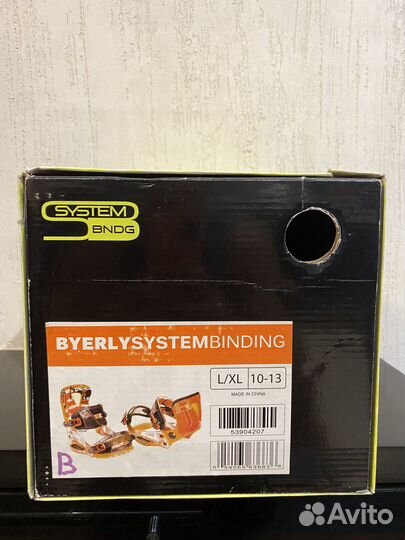 SYSTEM
BNDG
BYERLYSYSTEMBINDING
L/XL 10-13
MADE IN CHINA
53904207
B
Avito